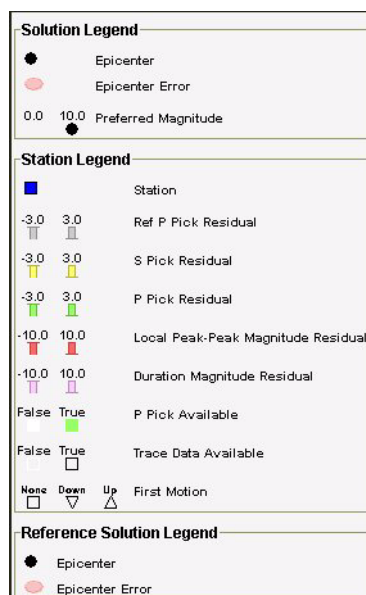 Solution Legend
Epicenter
Epicenter Error
0.0 10.0 Preferred Magnitude
Station Legend
Station
-3.0 3.0 Ref P Pick Residual
-3.0 3.0 S Pick Residual
-3.0 3.0 P Pick Residual
-10.0 10.0 Local Peak-Peak Magnitude Residual
-10.0 10.0 Duration Magnitude Residual
False True P Pick Available
False True Trace Data Available
None Down Up First Motion
Reference Solution Legend
Epicenter
Epicenter Error